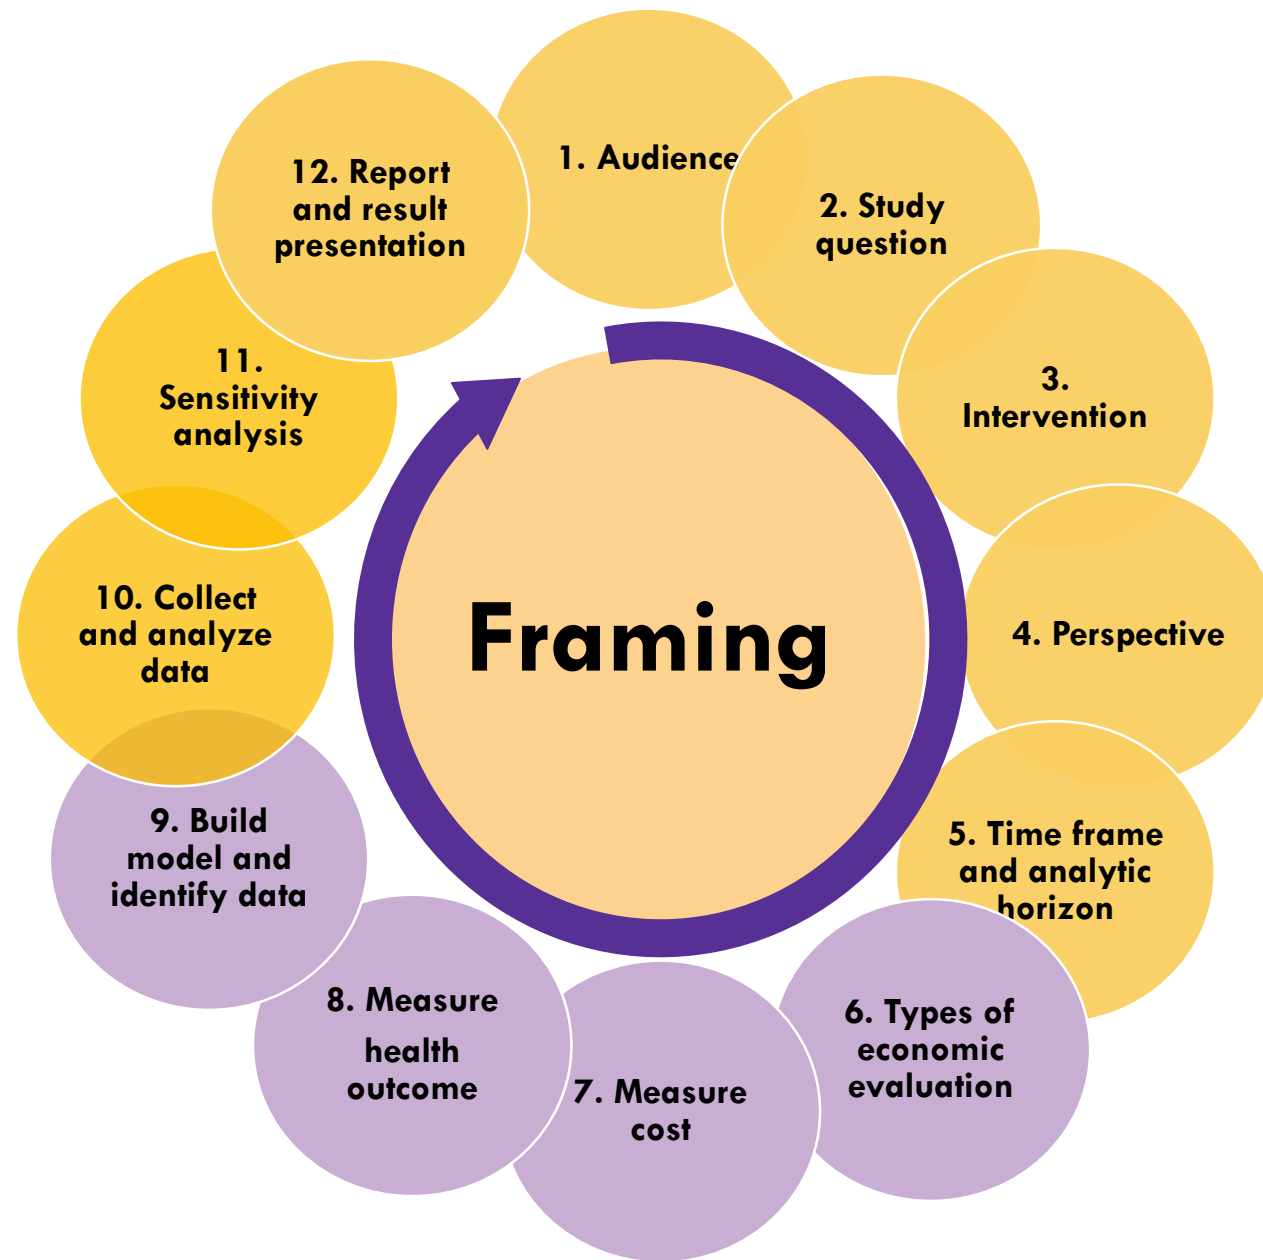 1. Audience
2. Study
question
3.
Intervention
4. Perspective
5. Time frame
and analytic
horizon
6. Types of
economic
evaluation
7. Measure
cost
8. Measure
health
outcome
9. Build
model and
identify data
10. Collect
and analyze
data
11.
Sensitivity
analysis
12. Report
and result
presentation
Framing